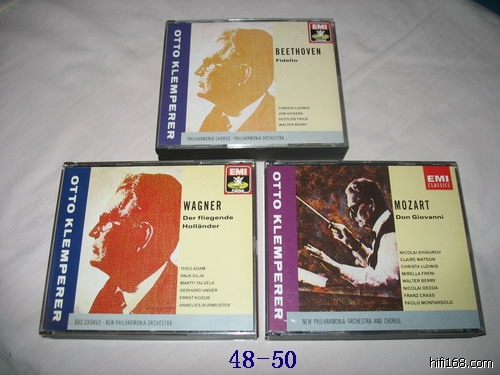 OTTO KLEMPERER
EMI
BEETHOVEN
Fidelio
CHRISTA LUDWIG
JON VICKERS
GOTTLOB FRICK
WALTER BERRY
PHILHARMONIA CHORUS · PHILHARMONIA ORCHESTRA
OTTO KLEMPERER
EMI
WAGNER
Der fliegende
Holländer
THEO ADAM
ANJA SILJA
MARTTI TALVELA
GERHARD UNGER
ERNST KOZUB
ANNELIES BURMEISTER
BBC CHORUS · NEW PHILHARMONIA ORCHESTRA
OTTO KLEMPERER
EMI
CLASSICS
MOZART
Don Giovanni
NICOLAI GHIAUROV
CLAIRE WATSON
CHRISTA LUDWIG
MIRELLA FRENI
WALTER BERRY
NICOLAI GEDDA
FRANZ CRASS
PAOLO MONTARSOLO
NEW PHILHARMONIA ORCHESTRA AND CHORUS
48-50
hifi168.com